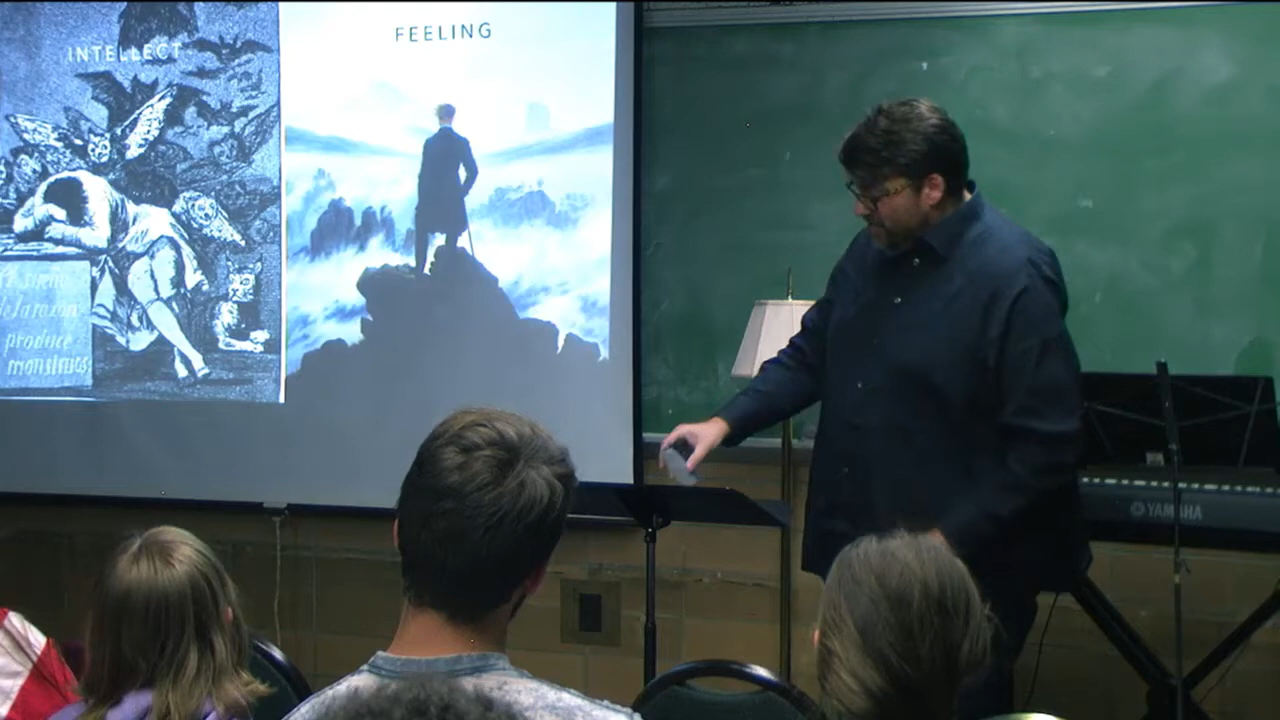 INTELLECT
FEELING
El sueño
de la razon
produce
monstruos
YAMAHA